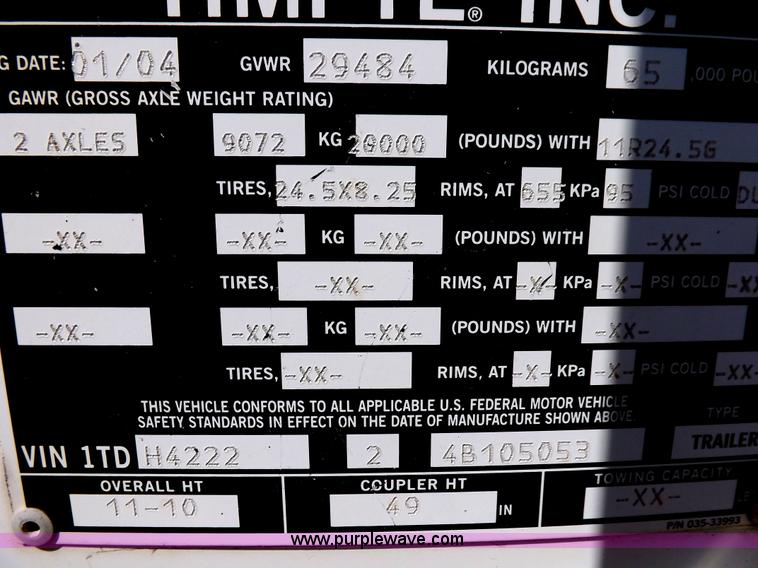 TIMPTE® INC.
G DATE: 01/04 GVWR 29484 KILOGRAMS 65 ,000 POU
GAWR (GROSS AXLE WEIGHT RATING)
2 AXLES 9072 KG 20000 (POUNDS) WITH 11R24.5G
TIRES, 24.5X8.25 RIMS, AT 655 KPa 95 PSI COLD DU
-XX- -XX- KG -XX- (POUNDS) WITH -XX-
TIRES, -XX- RIMS, AT -X- KPa -X- PSI COLD -XX
-XX- -XX- KG -XX- (POUNDS) WITH -XX-
TIRES, -XX- RIMS, AT -X- KPa -X- PSI COLD -XX-
THIS VEHICLE CONFORMS TO ALL APPLICABLE U.S. FEDERAL MOTOR VEHICLE
SAFETY STANDARDS IN EFFECT ON THE DATE OF MANUFACTURE SHOWN ABOVE.
TYPE
VIN 1TD H4222 2 4B105053 TRAILER
OVERALL HT COUPLER HT TOWING CAPACITY
11-10 49 IN -XX- LE
P/N 035-33993
www.purplewave.com